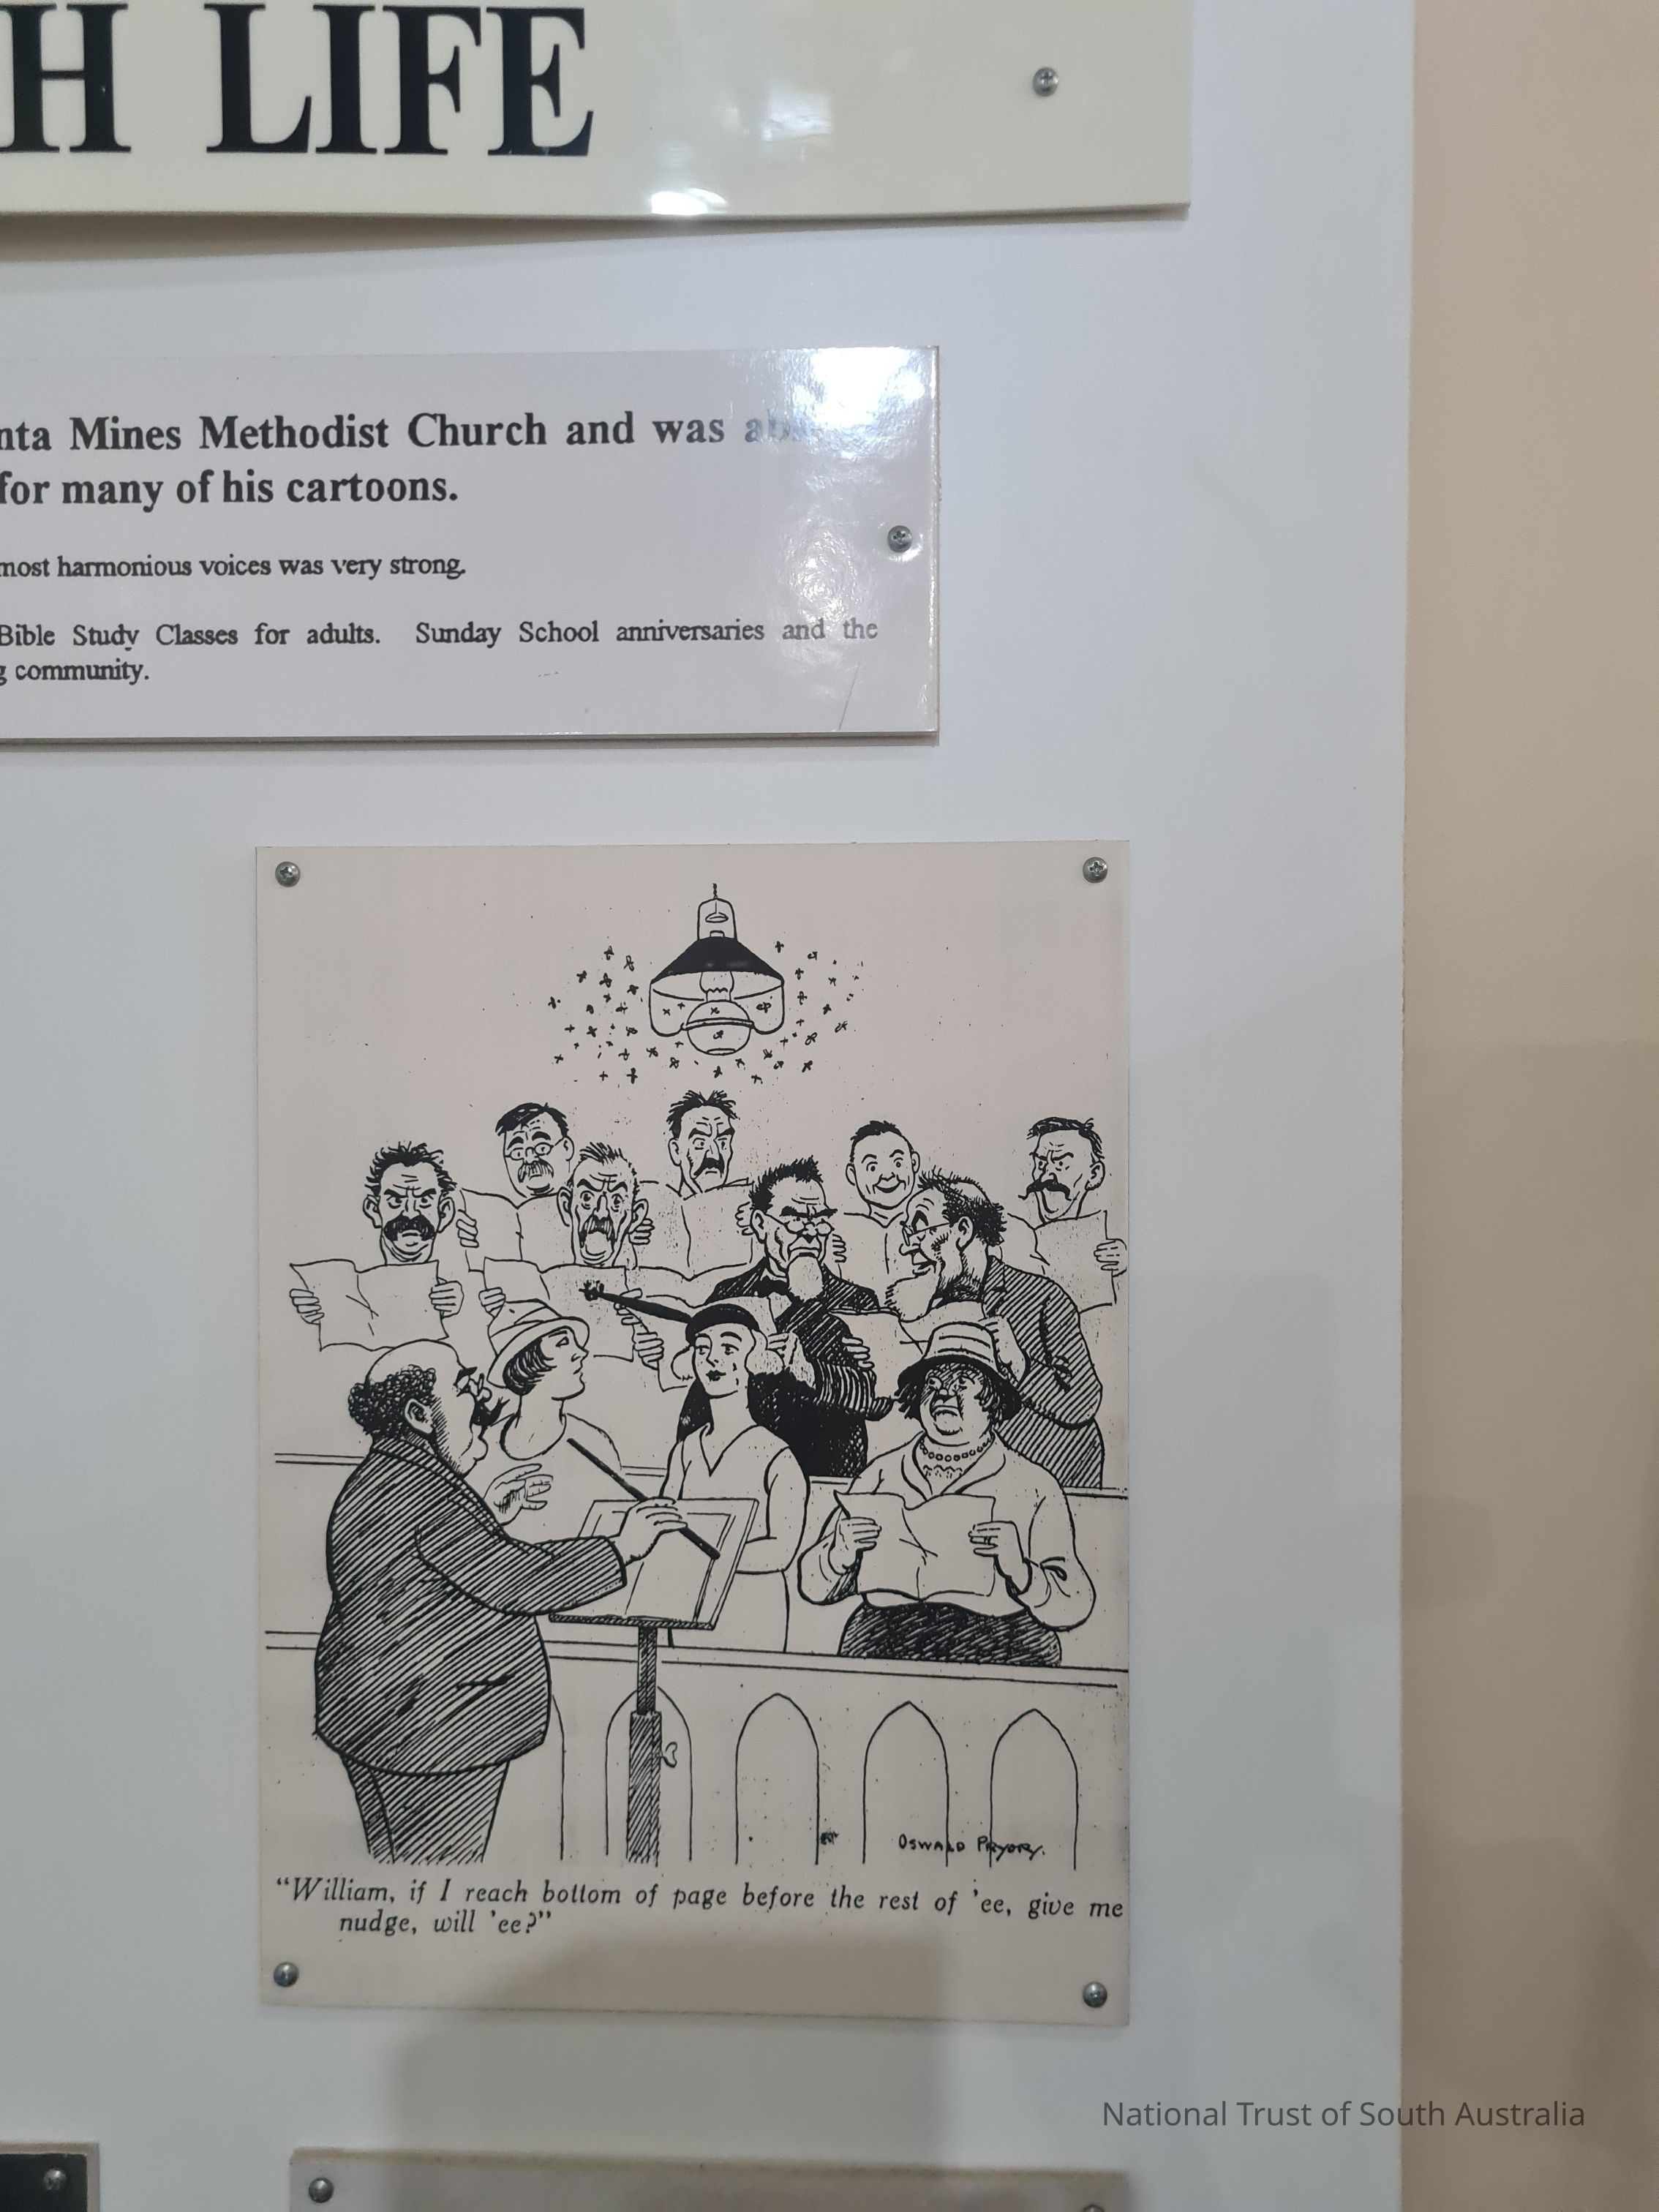 H LIFE
nta Mines Methodist Church and was
for many of his cartoons.
most harmonious voices was very strong.
Bible Study Classes for adults. Sunday School anniversaries and the
g community.
OSWALD PRYOR.
"William, if I reach bottom of page before the rest of 'ee, give me
nudge, will 'ee?"
National Trust of South Australia